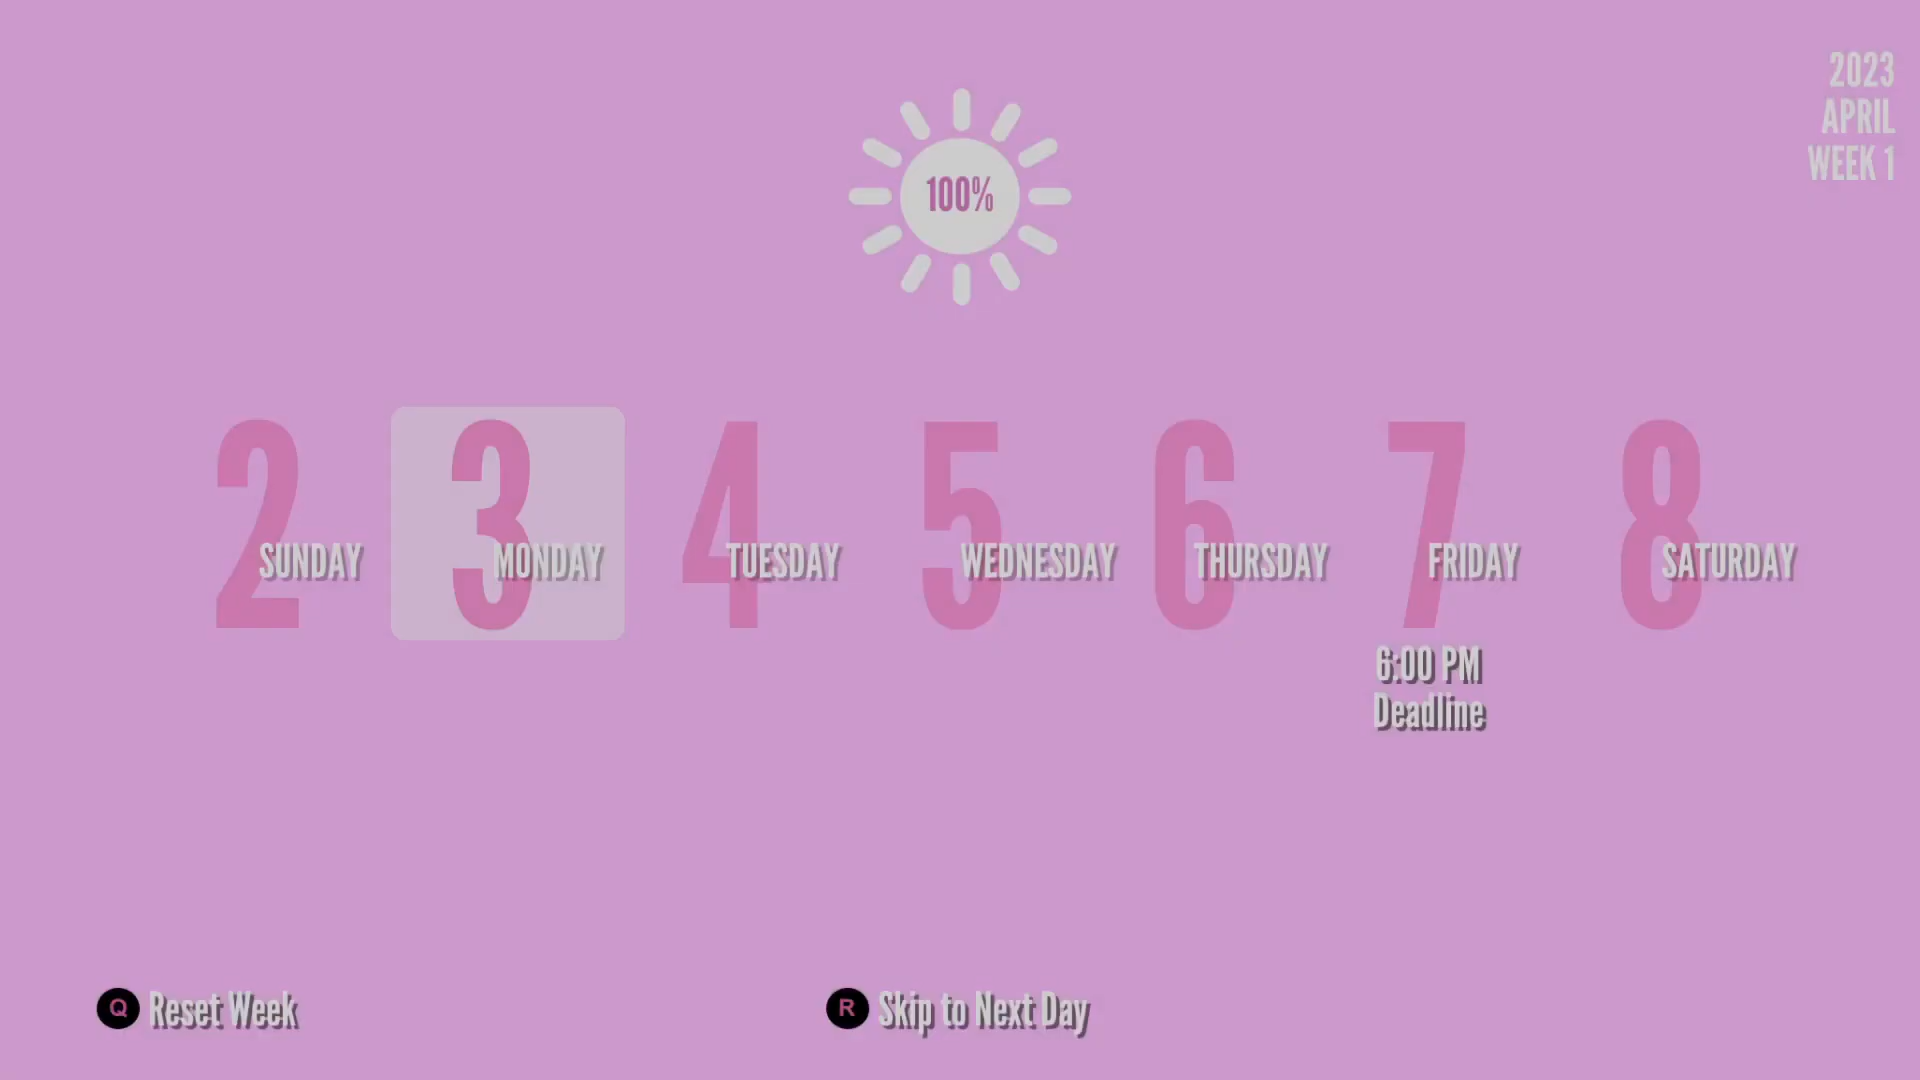 2023
APRIL
WEEK 1
100%
2 SUNDAY
3 MONDAY
4 TUESDAY
5 WEDNESDAY
6 THURSDAY
7 FRIDAY
8 SATURDAY
6:00 PM
Deadline
Q Reset Week
R Skip to Next Day